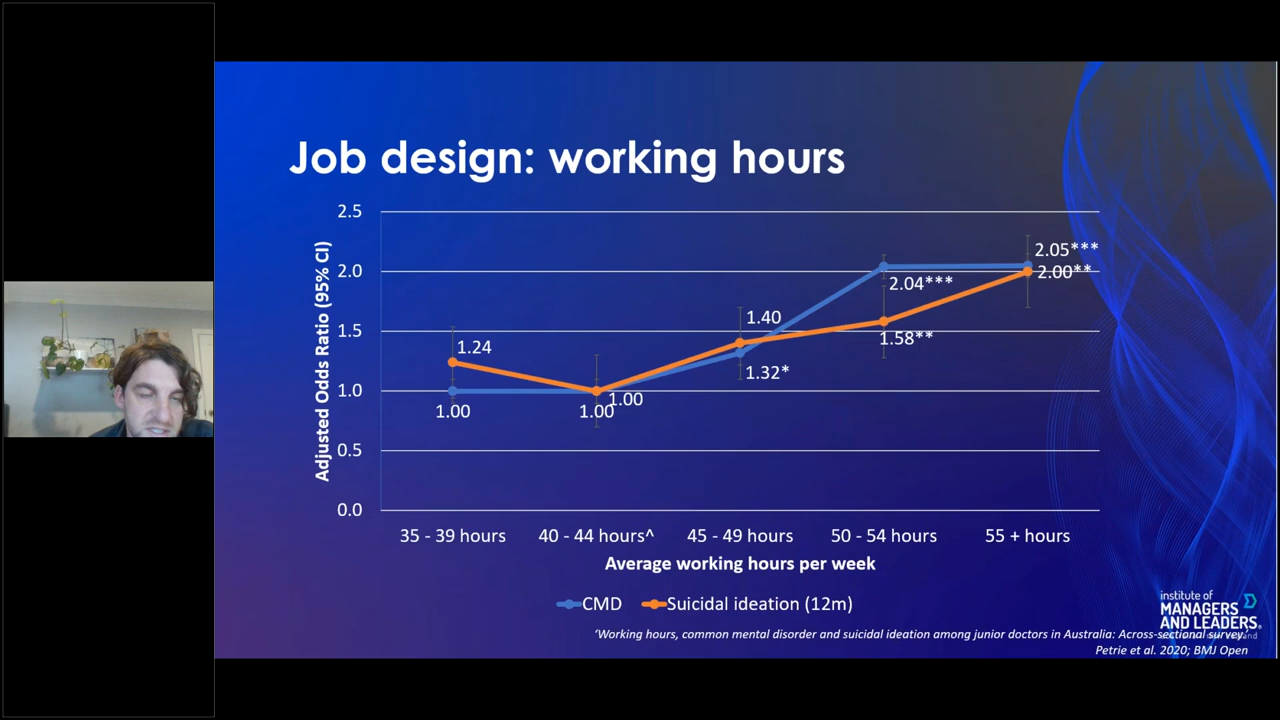 Job design: working hours
Adjusted Odds Ratio (95% CI)
2.5
2.0
1.5
1.0
0.5
0.0
1.24
1.00
1.00
1.00
1.40
1.32*
2.04***
1.58**
2.05***
2.00**
35 - 39 hours
40 - 44 hours^
45 - 49 hours
50 - 54 hours
55 + hours
Average working hours per week
CMD
Suicidal ideation (12m)
institute of
MANAGERS
AND LEADERS
'Working hours, common mental disorder and suicidal ideation among junior doctors in Australia: Across-sectional survey.
Petrie et al. 2020; BMJ Open